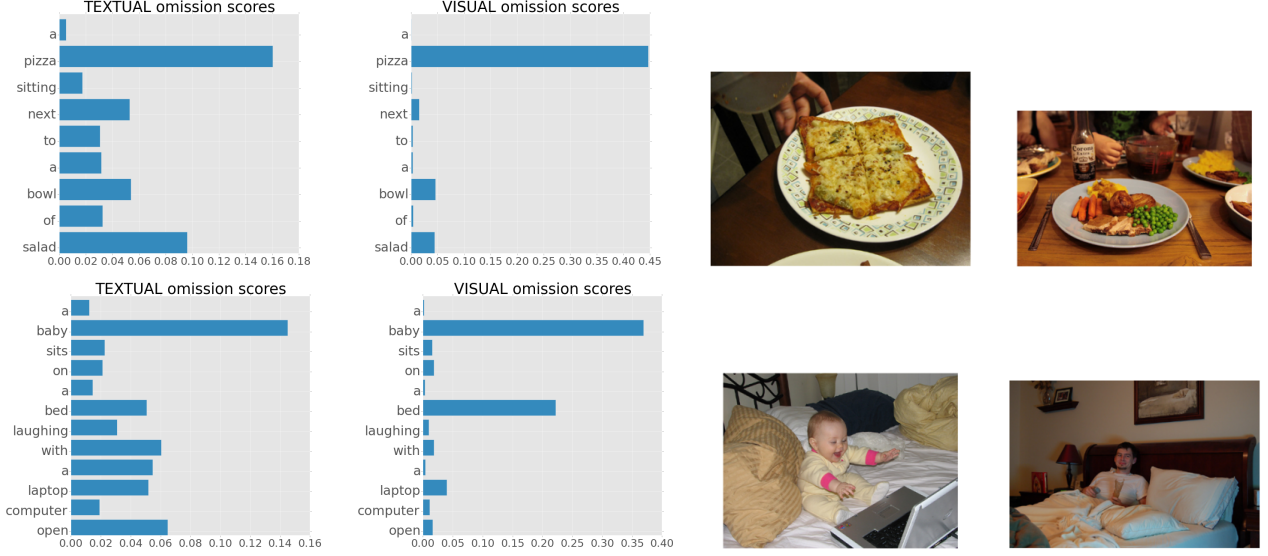 TEXTUAL omission scores
a
pizza
sitting
next
to
a
bowl
of
salad
0.00 0.02 0.04 0.06 0.08 0.10 0.12 0.14 0.16 0.18
VISUAL omission scores
a
pizza
sitting
next
to
a
bowl
of
salad
0.00 0.05 0.10 0.15 0.20 0.25 0.30 0.35 0.40 0.45
Corona
Extra
TEXTUAL omission scores
a
baby
sits
on
a
bed
laughing
with
a
laptop
computer
open
0.00 0.02 0.04 0.06 0.08 0.10 0.12 0.14 0.16
VISUAL omission scores
a
baby
sits
on
a
bed
laughing
with
a
laptop
computer
open
0.00 0.05 0.10 0.15 0.20 0.25 0.30 0.35 0.40